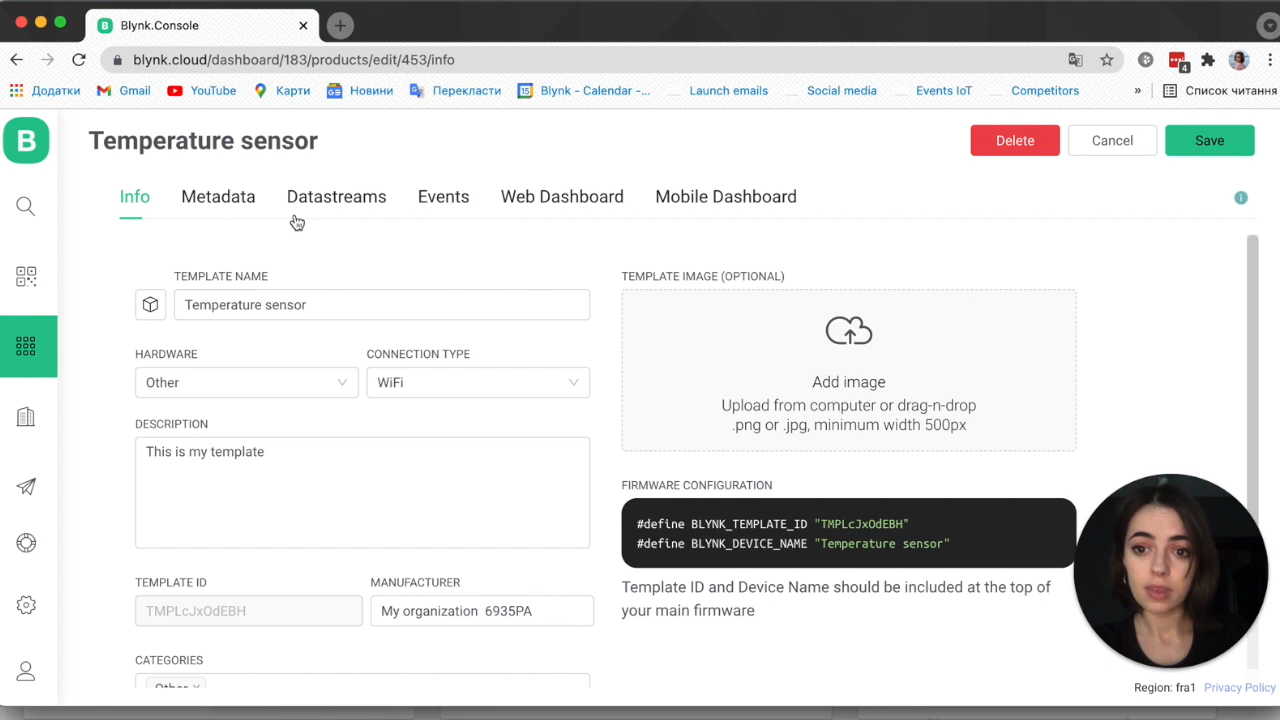 B Blynk.Console
blynk.cloud/dashboard/183/products/edit/453/info
4
Додатки Gmail YouTube Карти Новини Перекласти Blynk - Calendar -... Launch emails Social media Events IoT Competitors » Список читання
B
Temperature sensor
Delete Cancel Save
Info Metadata Datastreams Events Web Dashboard Mobile Dashboard
TEMPLATE NAME
Temperature sensor
HARDWARE
Other
CONNECTION TYPE
WiFi
DESCRIPTION
This is my template
TEMPLATE ID
TMPLcJxOdEBH
MANUFACTURER
My organization 6935PA
CATEGORIES
Other
TEMPLATE IMAGE (OPTIONAL)
Add image
Upload from computer or drag-n-drop
.png or .jpg, minimum width 500px
FIRMWARE CONFIGURATION
#define BLYNK_TEMPLATE_ID "TMPLcJxOdEBH"
#define BLYNK_DEVICE_NAME "Temperature sensor"
Template ID and Device Name should be included at the top of
your main firmware
Region: fra1 Privacy Policy